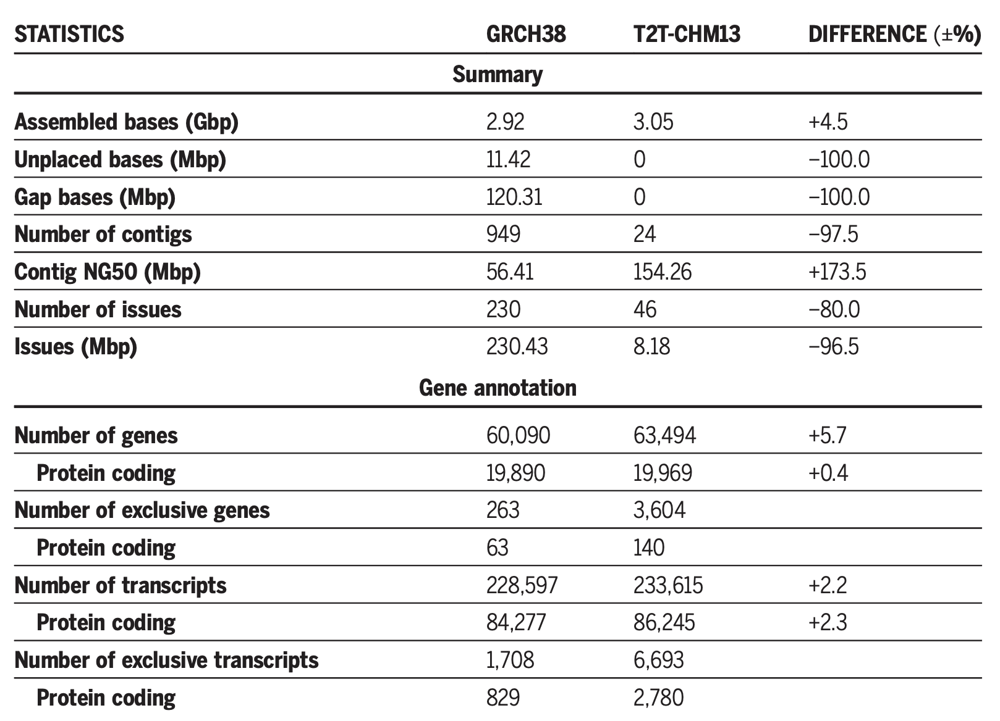 STATISTICS GRCH38 T2T-CHM13 DIFFERENCE (±%)
Summary
Assembled bases (Gbp) 2.92 3.05 +4.5
Unplaced bases (Mbp) 11.42 0 −100.0
Gap bases (Mbp) 120.31 0 −100.0
Number of contigs 949 24 −97.5
Contig NG50 (Mbp) 56.41 154.26 +173.5
Number of issues 230 46 −80.0
Issues (Mbp) 230.43 8.18 −96.5
Gene annotation
Number of genes 60,090 63,494 +5.7
Protein coding 19,890 19,969 +0.4
Number of exclusive genes 263 3,604
Protein coding 63 140
Number of transcripts 228,597 233,615 +2.2
Protein coding 84,277 86,245 +2.3
Number of exclusive transcripts 1,708 6,693
Protein coding 829 2,780